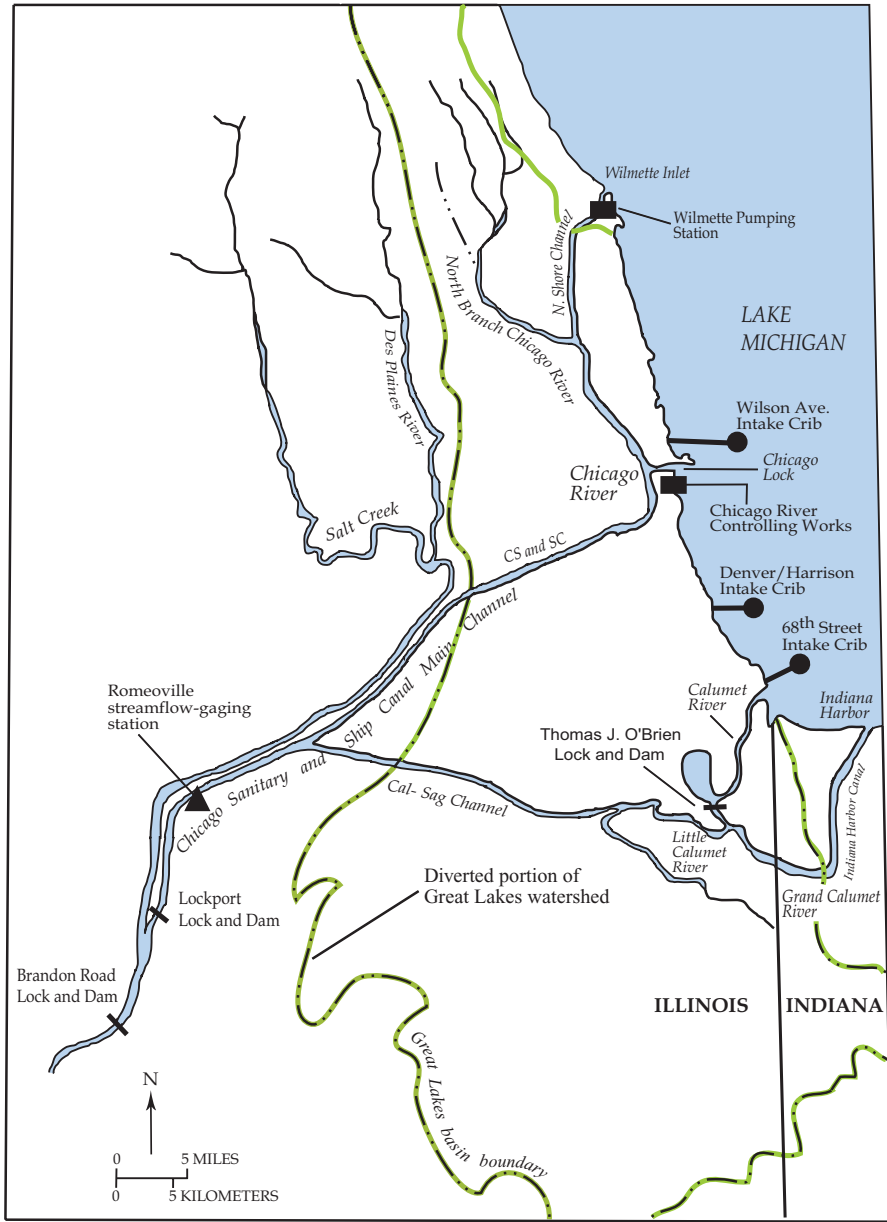 Wilmette Inlet
Wilmette Pumping
Station
N. Shore Channel
North Branch Chicago River
Des Plaines River
LAKE
MICHIGAN
Wilson Ave.
Intake Crib
Chicago
Lock
Chicago
River
Chicago River
Controlling Works
Salt Creek
CS and SC
Denver/Harrison
Intake Crib
68th Street
Intake Crib
Chicago Sanitary and Ship Canal Main Channel
Romeoville
streamflow-gaging
station
Calumet
River
Indiana
Harbor
Thomas J. O'Brien
Lock and Dam
Cal- Sag Channel
Indiana Harbor Canal
Little
Calumet
River
Diverted portion of
Great Lakes watershed
Grand Calumet
River
Lockport
Lock and Dam
Brandon Road
Lock and Dam
ILLINOIS
INDIANA
Great Lakes basin boundary
N
0 5 MILES
0 5 KILOMETERS